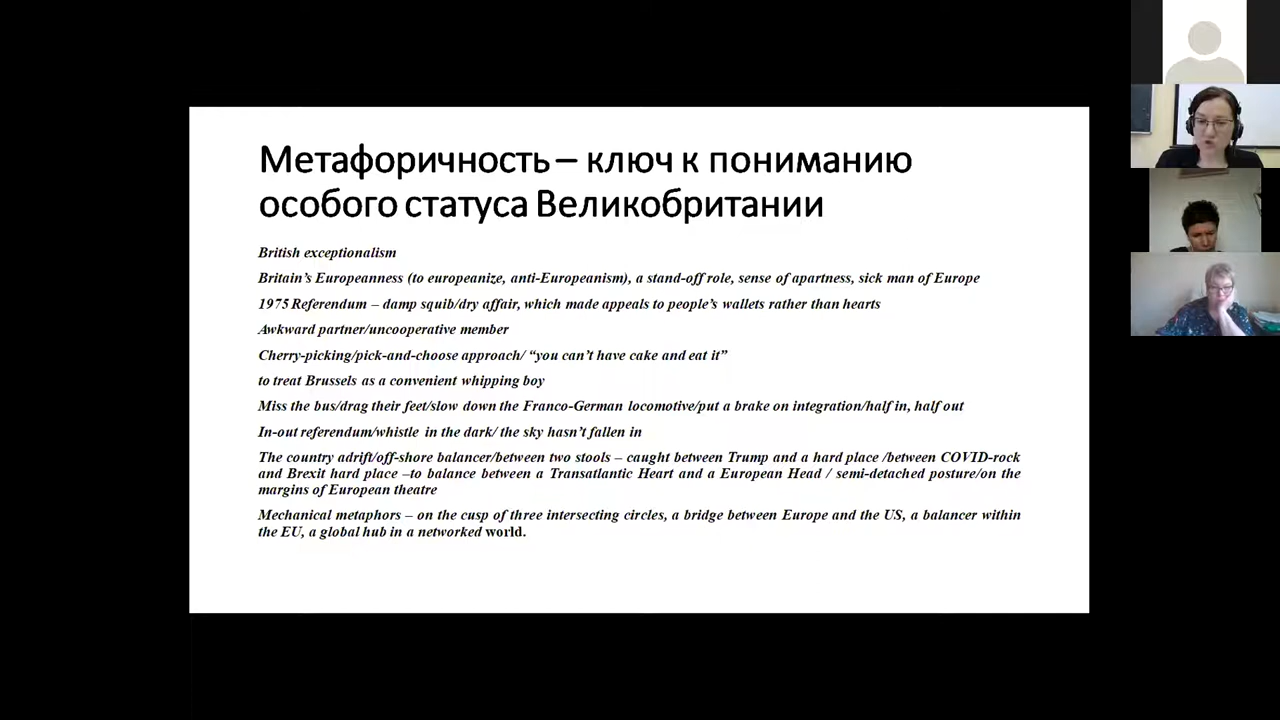 Метафоричность – ключ к пониманию
особого статуса Великобритании
British exceptionalism
Britain’s Europeanness (to europeanize, anti-Europeanism), a stand-off role, sense of apartness, sick man of Europe
1975 Referendum – damp squib/dry affair, which made appeals to people’s wallets rather than hearts
Awkward partner/uncooperative member
Cherry-picking/pick-and-choose approach/ “you can’t have cake and eat it”
to treat Brussels as a convenient whipping boy
Miss the bus/drag their feet/slow down the Franco-German locomotive/put a brake on integration/half in, half out
In-out referendum/whistle in the dark/ the sky hasn’t fallen in
The country adrift/off-shore balancer/between two stools – caught between Trump and a hard place /between COVID-rock
and Brexit hard place –to balance between a Transatlantic Heart and a European Head / semi-detached posture/on the
margins of European theatre
Mechanical metaphors – on the cusp of three intersecting circles, a bridge between Europe and the US, a balancer within
the EU, a global hub in a networked world.